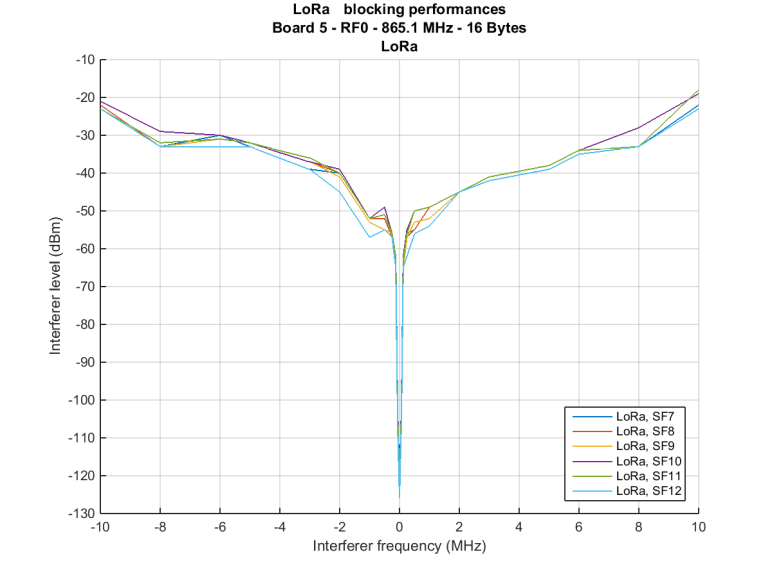 LoRa blocking performances
Board 5 - RF0 - 865.1 MHz - 16 Bytes
LoRa
-10
-20
-30
-40
-50
-60
-70
-80
-90
-100
-110
-120
-130
Interferer level (dBm)
LoRa, SF7
LoRa, SF8
LoRa, SF9
LoRa, SF10
LoRa, SF11
LoRa, SF12
-10 -8 -6 -4 -2 0 2 4 6 8 10
Interferer frequency (MHz)